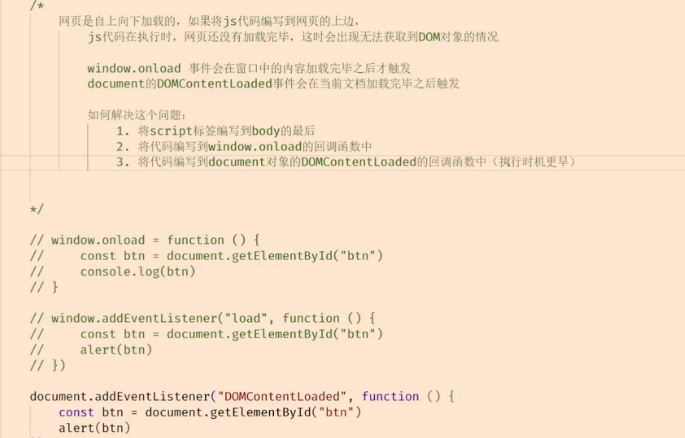 /*
网页是自上向下加载的，如果将js代码编写到网页的上边，
js代码在执行时，网页还没有加载完毕，这时会出现无法获取到DOM对象的情况
window.onload 事件会在窗口中的内容加载完毕之后才触发
document的DOMContentLoaded事件会在当前文档加载完毕之后触发
如何解决这个问题：
1. 将script标签编写到body的最后
2. 将代码编写到window.onload的回调函数中
3. 将代码编写到document对象的DOMContentLoaded的回调函数中（执行时机更早）
*/
// window.onload = function () {
//     const btn = document.getElementById("btn")
//     console.log(btn)
// }
// window.addEventListener("load", function () {
//     const btn = document.getElementById("btn")
//     alert(btn)
// })
document.addEventListener("DOMContentLoaded", function () {
    const btn = document.getElementById("btn")
    alert(btn)